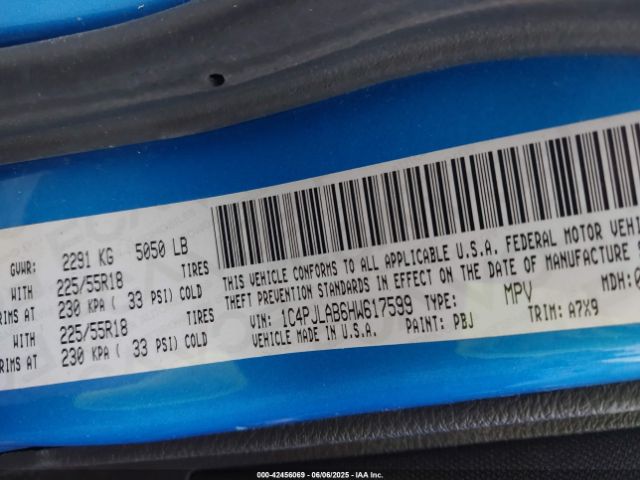 GVWR: 2291 KG 5050 LB
WITH 225/55R18 TIRES
RIMS AT 230 KPA ( 33 PSI) COLD
WITH 225/55R18 TIRES
RIMS AT 230 KPA ( 33 PSI) COLD
THIS VEHICLE CONFORMS TO ALL APPLICABLE U.S.A. FEDERAL MOTOR VEHI
THEFT PREVENTION STANDARDS IN EFFECT ON THE DATE OF MANUFACTURE
VIN: 1C4PJLAB6HW617599 TYPE: MPV MDH:0
VEHICLE MADE IN U.S.A. PAINT: PBJ TRIM: A7X9
000-42456069 | 06/06/2025 | IAA Inc.